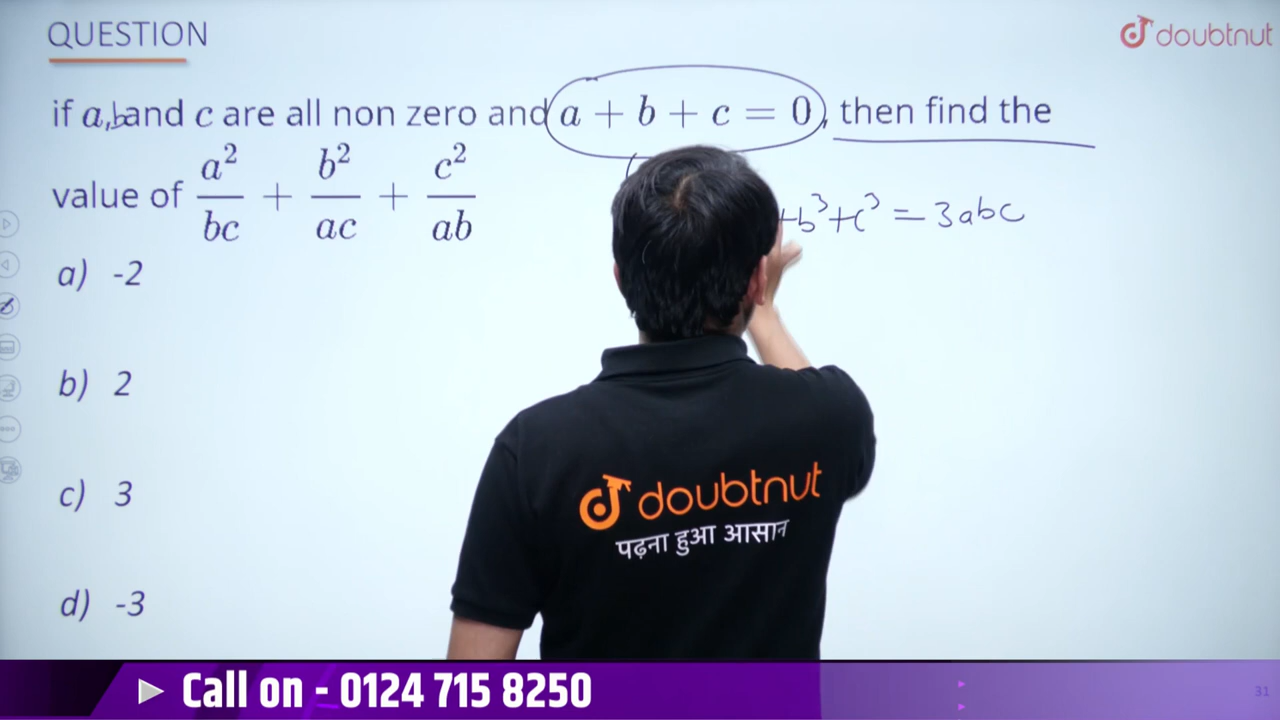 QUESTION
doubtnut
if a,b and c are all non zero and a + b + c = 0, then find the
value of a²/bc + b²/ac + c²/ab
+b³+c³ = 3abc
a) -2
b) 2
c) 3
d) -3
doubtnut
पढ़ना हुआ आसान
Call on - 0124 715 8250
31